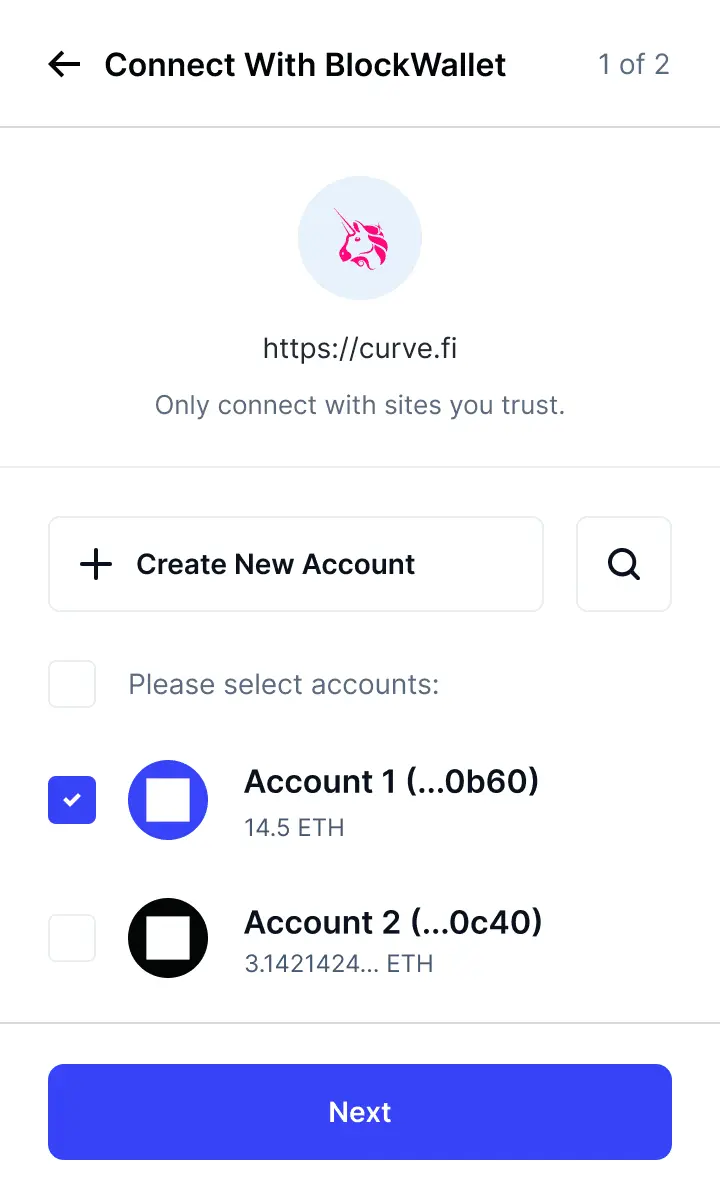 Connect With BlockWallet 1 of 2
https://curve.fi
Only connect with sites you trust.
Create New Account
Please select accounts:
Account 1 (...0b60)
14.5 ETH
Account 2 (...0c40)
3.1421424... ETH
Next